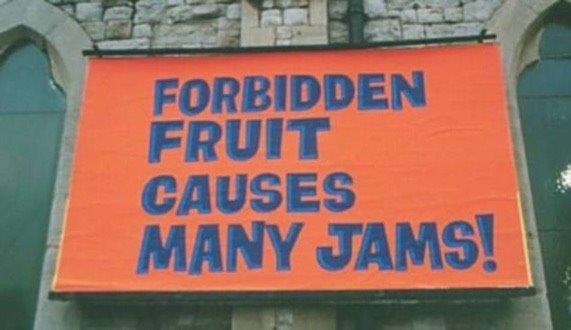 FORBIDDEN
FRUIT
CAUSES
MANY JAMS!